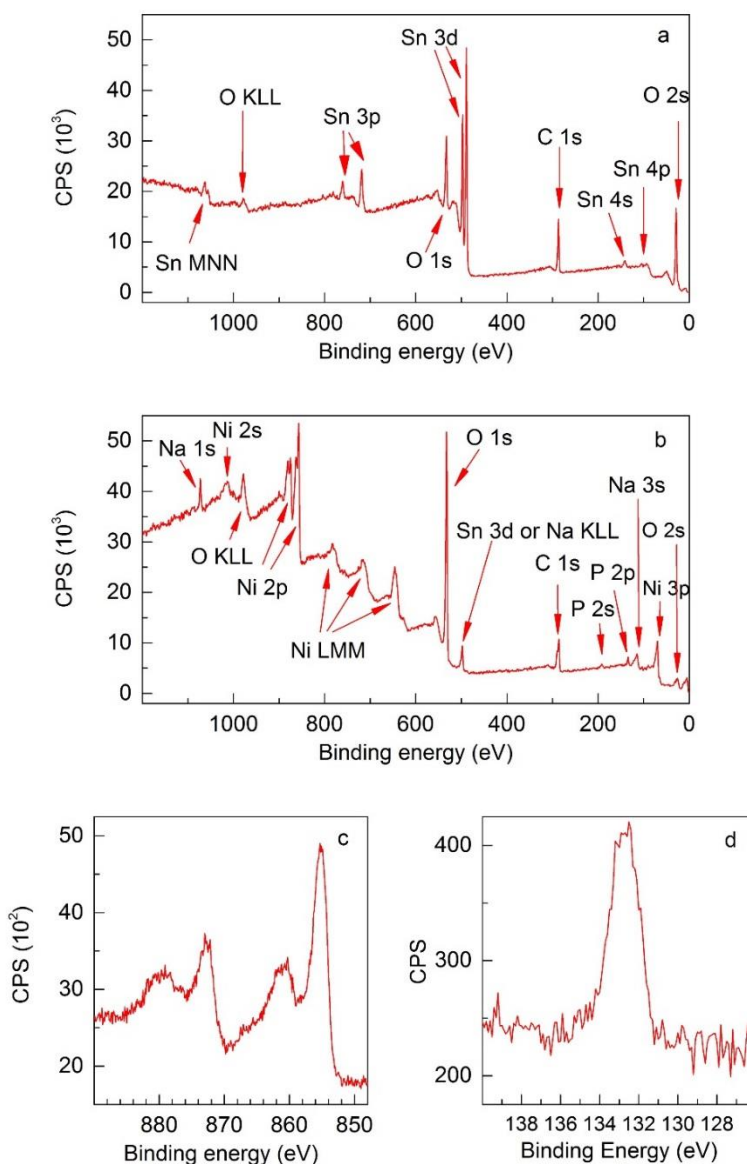 a
CPS (10³)
50
40
30
20
10
0
Sn 3d
O KLL
Sn 3p
O 2s
C 1s
Sn 4p
Sn 4s
Sn MNN
O 1s
1000 800 600 400 200 0
Binding energy (eV)
b
CPS (10³)
50
40
30
20
10
0
Ni 2s
Na 1s
O 1s
Na 3s
Sn 3d or Na KLL
O 2s
O KLL
C 1s
P 2p
Ni 2p
Ni 3p
P 2s
Ni LMM
1000 800 600 400 200 0
Binding energy (eV)
c
CPS (10²)
50
40
30
20
880 870 860 850
Binding energy (eV)
d
CPS
400
300
200
138 136 134 132 130 128
Binding Energy (eV)